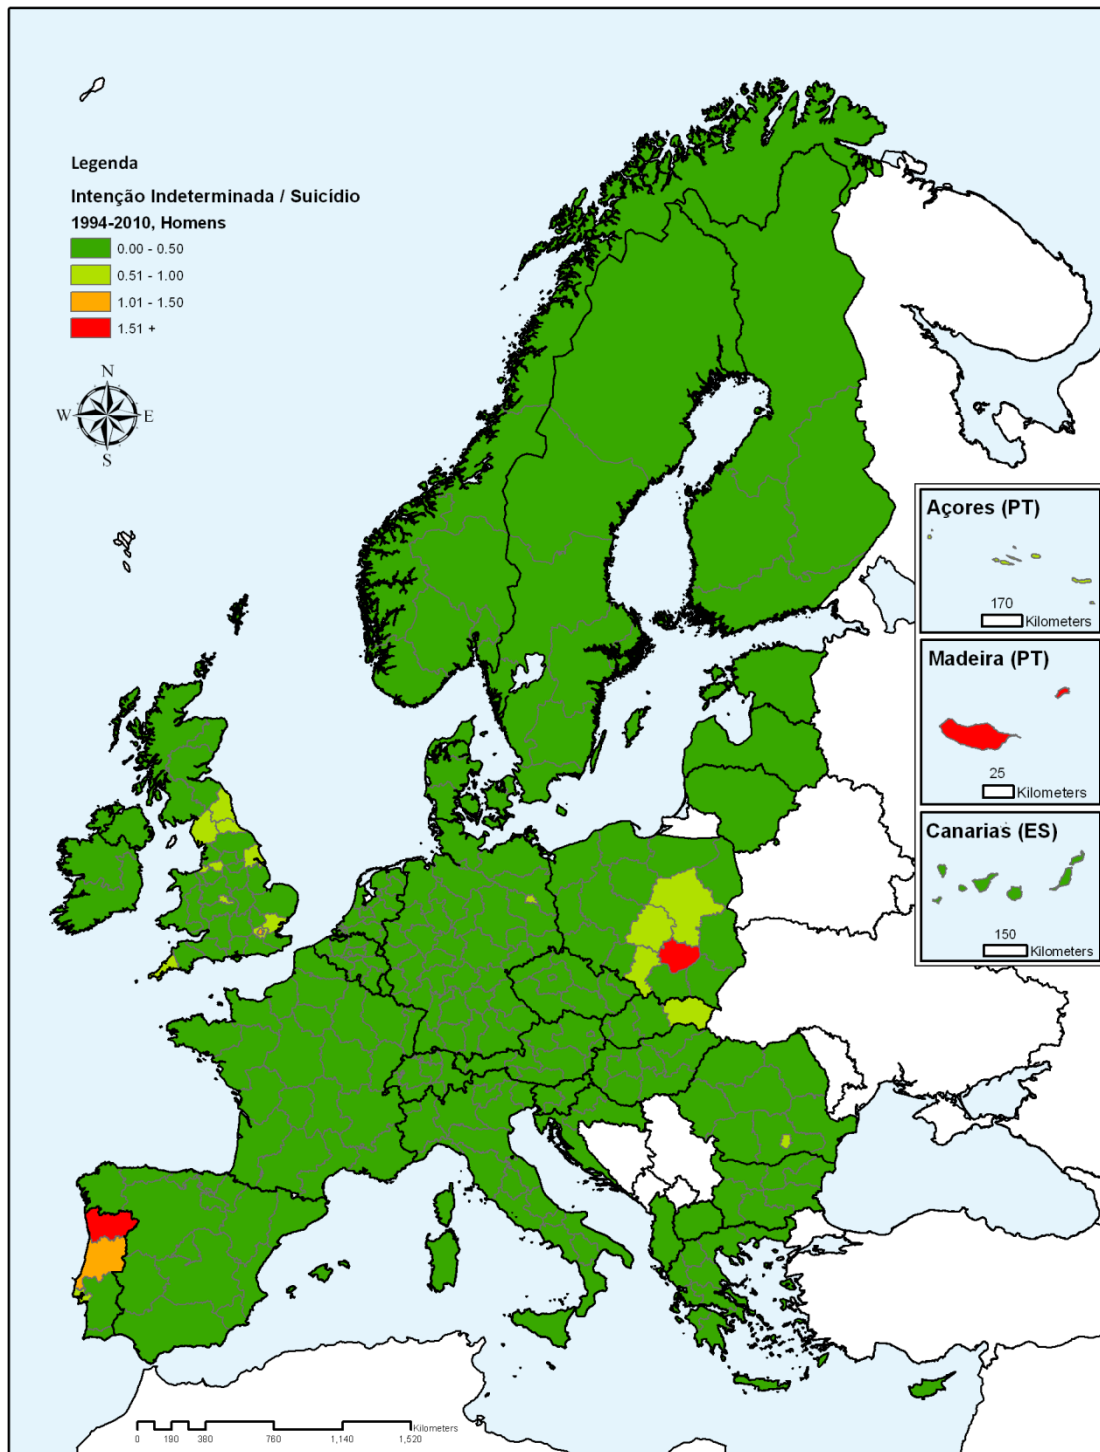 Legenda
Intenção Indeterminada / Suicídio
1994-2010, Homens
0.00 - 0.50
0.51 - 1.00
1.01 - 1.50
1.51 +
N
W E
S
Açores (PT)
170
Kilometers
Madeira (PT)
25
Kilometers
Canarias (ES)
150
Kilometers
Kilometers
0 190 380 760 1,140 1,520